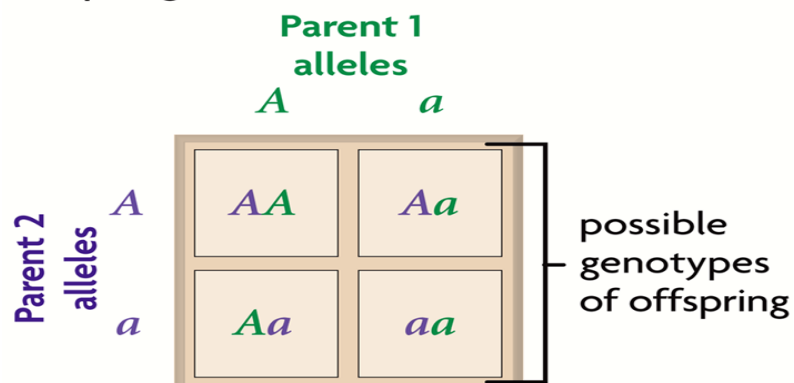 Parent 1
alleles
A a
Parent 2
alleles
A
a
AA Aa
Aa aa
possible
genotypes
of offspring